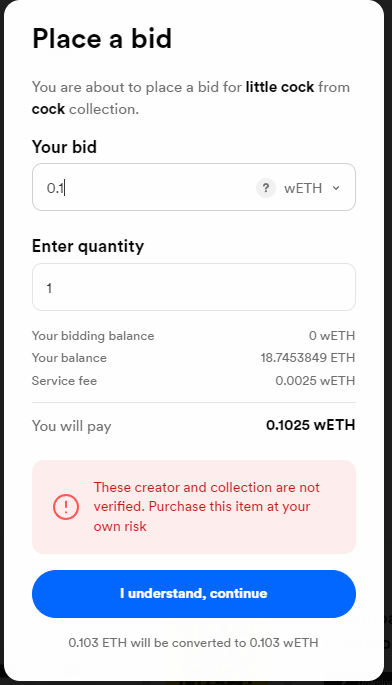 Place a bid
You are about to place a bid for little cock from
cock collection.
Your bid
0.1 ? wETH
Enter quantity
1
Your bidding balance 0 wETH
Your balance 18.7453849 ETH
Service fee 0.0025 wETH
You will pay 0.1025 wETH
These creator and collection are not
verified. Purchase this item at your
own risk
I understand, continue
0.103 ETH will be converted to 0.103 wETH